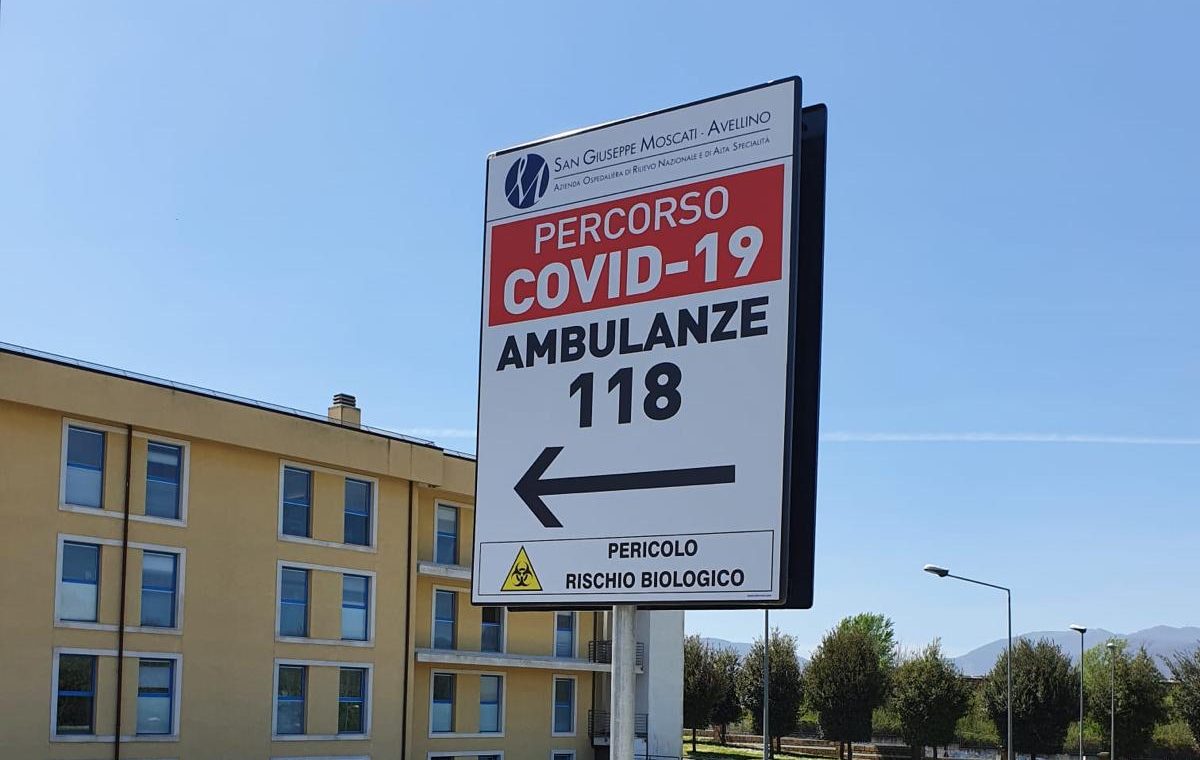 San Giuseppe Moscati - Avellino
Azienda Ospedaliera di Rilievo Nazionale e di Alta Specialità
PERCORSO
COVID-19
AMBULANZE
118
PERICOLO
RISCHIO BIOLOGICO